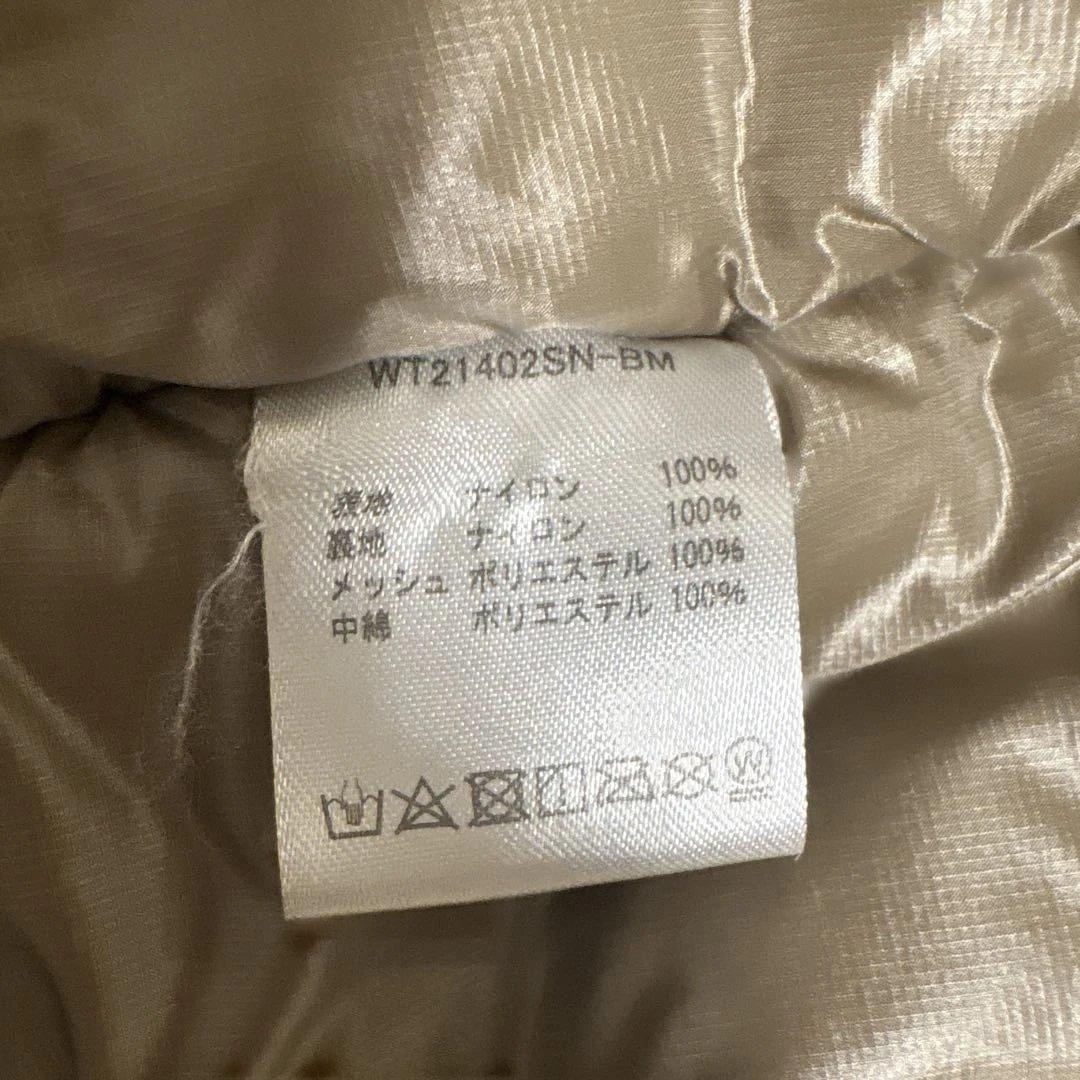 WT21402SN-BM
表地 ナイロン 100%
裏地 ナイロン 100%
メッシュ ポリエステル 100%
中綿 ポリエステル 100%
W